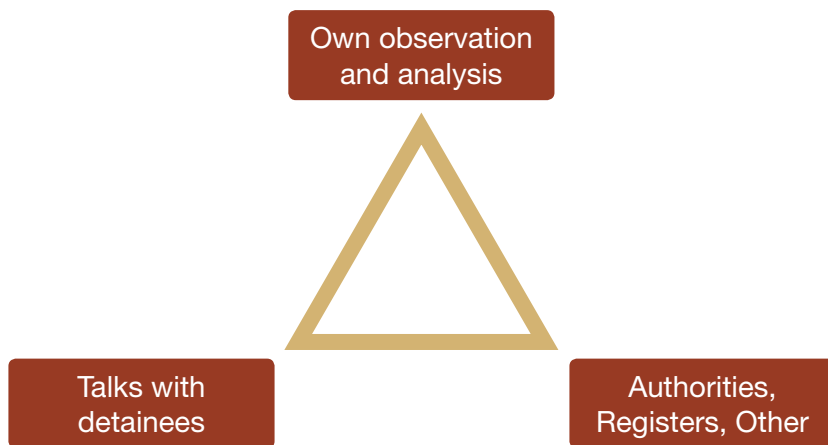 Own observation
and analysis
Talks with
detainees
Authorities,
Registers, Other